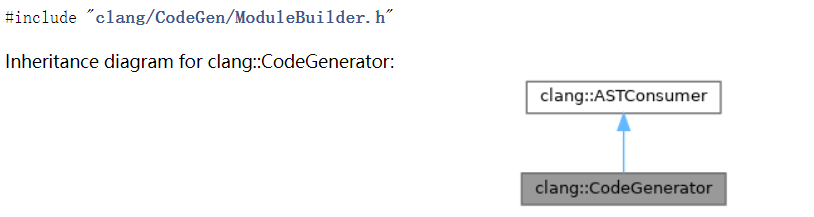 #include "clang/CodeGen/ModuleBuilder.h"
Inheritance diagram for clang::CodeGenerator:
clang::ASTConsumer
clang::CodeGenerator